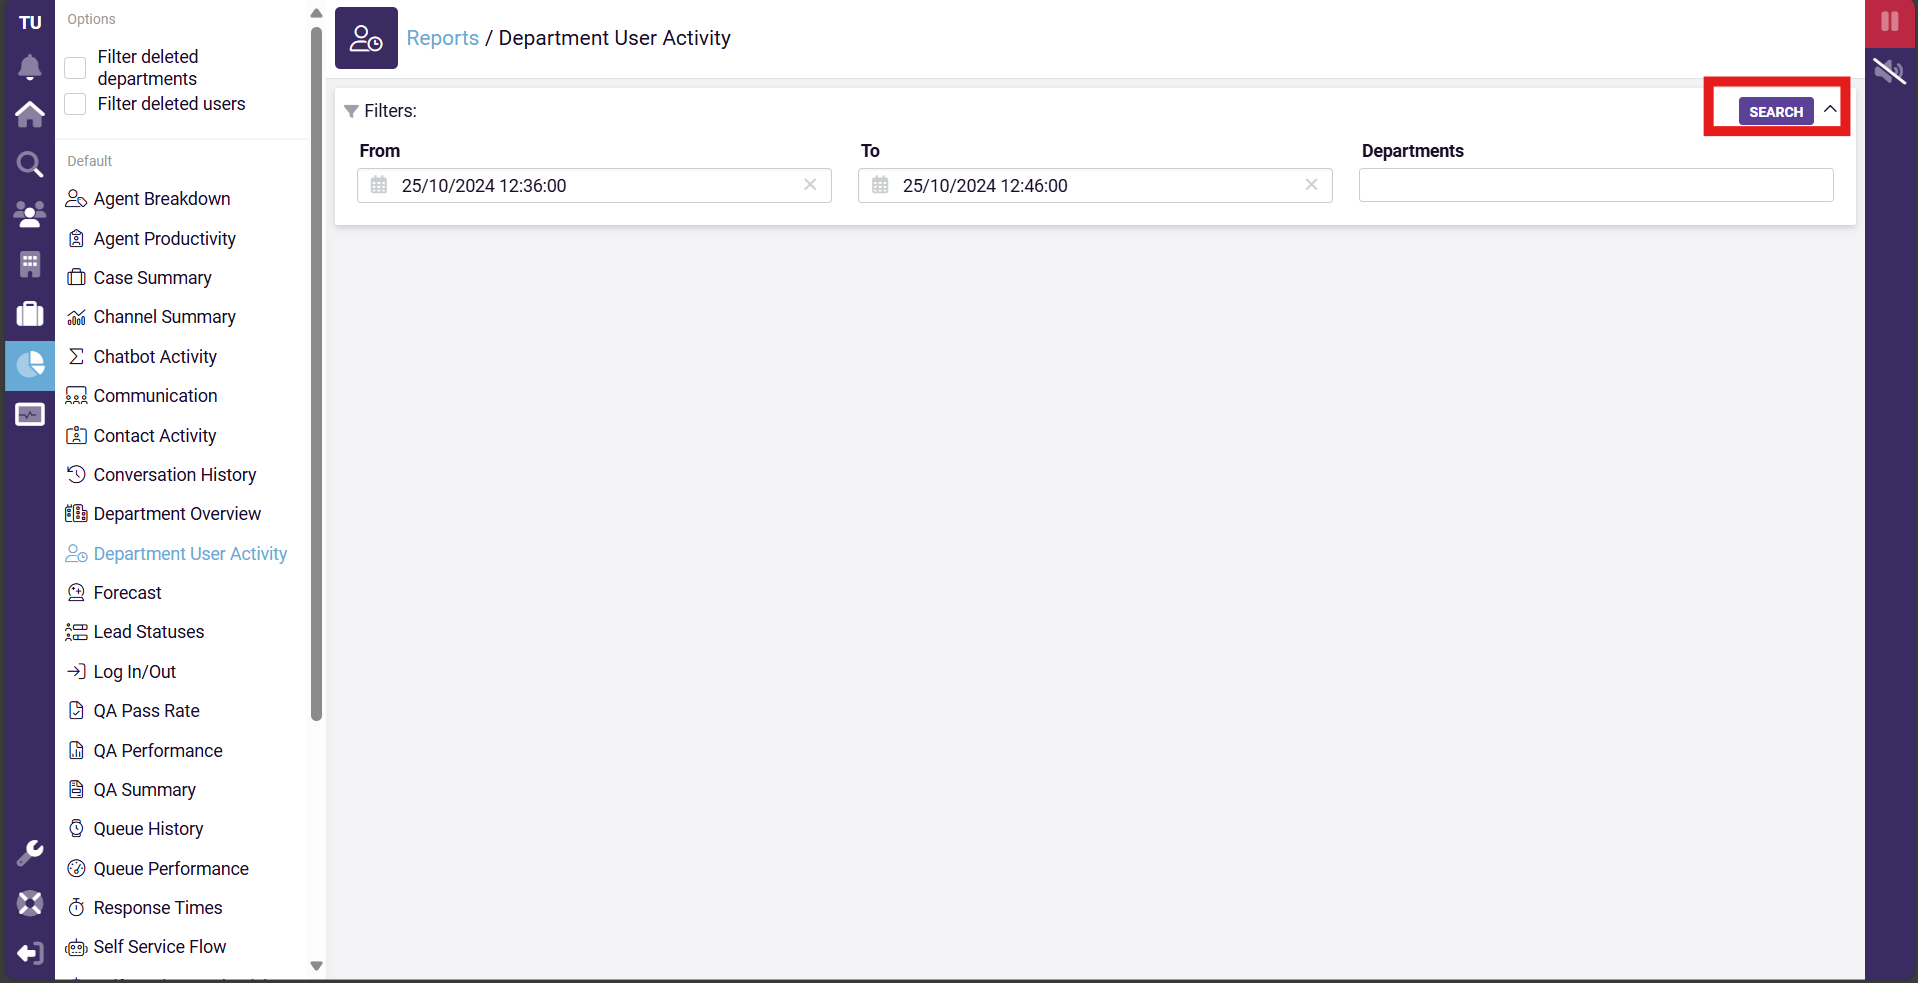 TU
Options
Filter deleted
departments
Filter deleted users
Default
Agent Breakdown
Agent Productivity
Case Summary
Channel Summary
Chatbot Activity
Communication
Contact Activity
Conversation History
Department Overview
Department User Activity
Forecast
Lead Statuses
Log In/Out
QA Pass Rate
QA Performance
QA Summary
Queue History
Queue Performance
Response Times
Self Service Flow
Reports / Department User Activity
Filters:
SEARCH
From
To
Departments
25/10/2024 12:36:00
25/10/2024 12:46:00